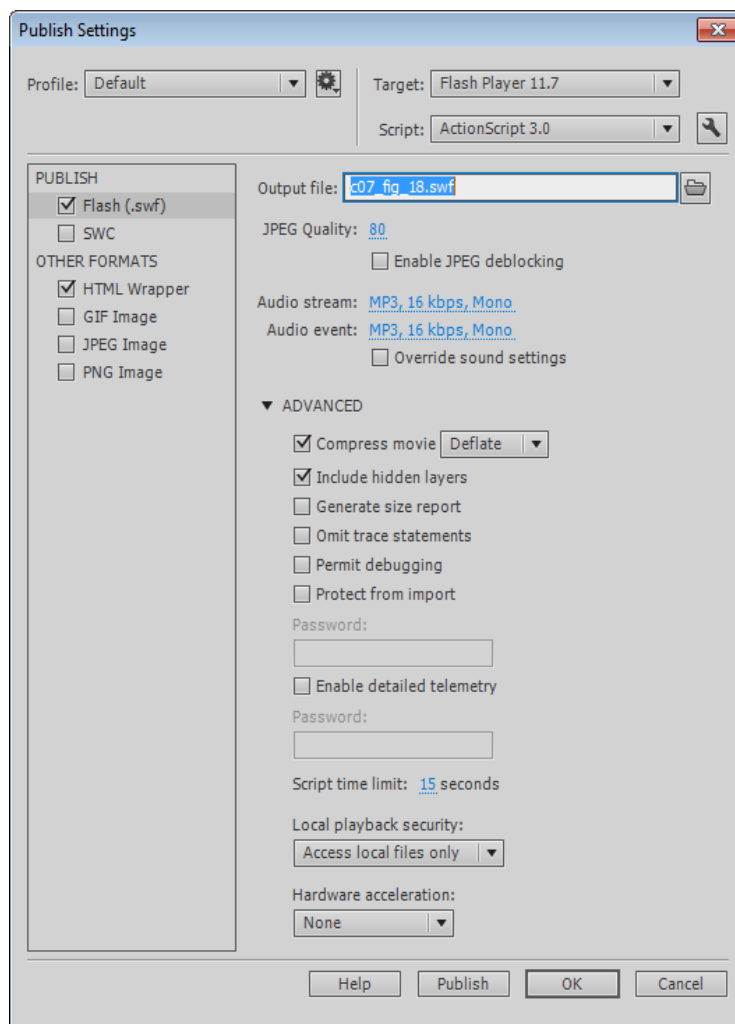 Publish Settings
Profile: Default
Target: Flash Player 11.7
Script: ActionScript 3.0
PUBLISH
Flash (.swf)
SWC
OTHER FORMATS
HTML Wrapper
GIF Image
JPEG Image
PNG Image
Output file: c07_fig_18.swf
JPEG Quality: 80
Enable JPEG deblocking
Audio stream: MP3, 16 kbps, Mono
Audio event: MP3, 16 kbps, Mono
Override sound settings
ADVANCED
Compress movie Deflate
Include hidden layers
Generate size report
Omit trace statements
Permit debugging
Protect from import
Password:
Enable detailed telemetry
Password:
Script time limit: 15 seconds
Local playback security:
Access local files only
Hardware acceleration:
None
Help Publish OK Cancel